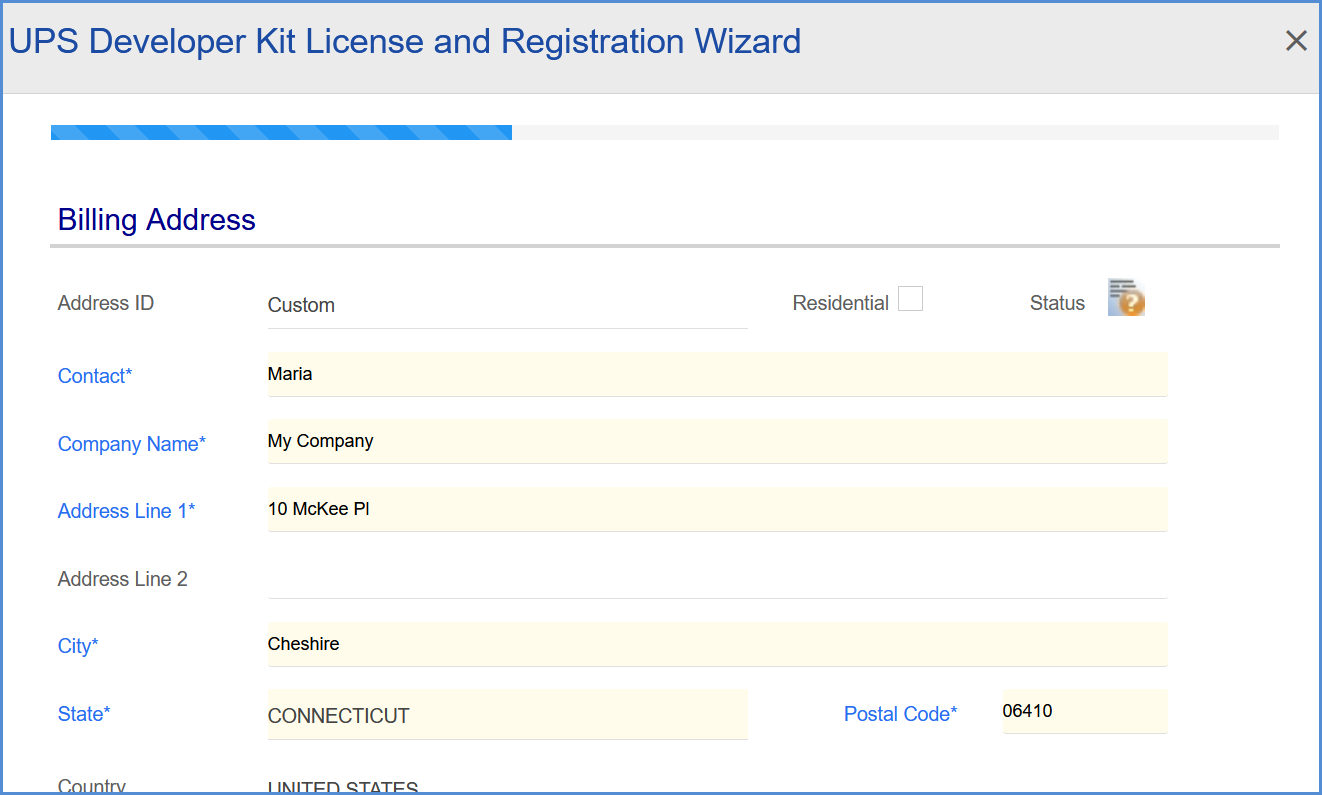 UPS Developer Kit License and Registration Wizard
Billing Address
Address ID Custom Residential Status
Contact* Maria
Company Name* My Company
Address Line 1* 10 McKee Pl
Address Line 2
City* Cheshire
State* CONNECTICUT Postal Code* 06410
Country UNITED STATES